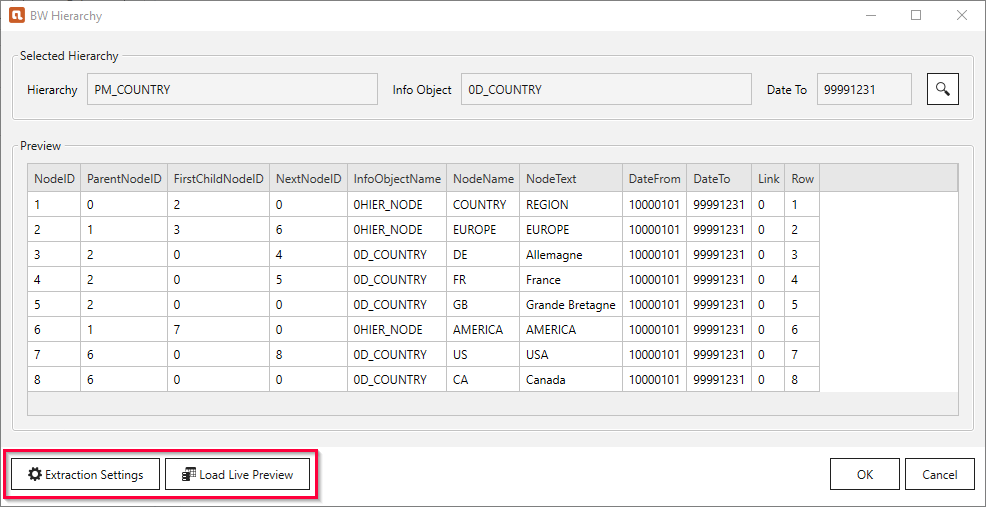 BW Hierarchy
Selected Hierarchy
Hierarchy PM_COUNTRY Info Object 0D_COUNTRY Date To 99991231
Preview
NodeID ParentNodeID FirstChildNodeID NextNodeID InfoObjectName NodeName NodeText DateFrom DateTo Link Row
1 0 2 0 0HIER_NODE COUNTRY REGION 10000101 99991231 0 1
2 1 3 6 0HIER_NODE EUROPE EUROPE 10000101 99991231 0 2
3 2 0 4 0D_COUNTRY DE Allemagne 10000101 99991231 0 3
4 2 0 5 0D_COUNTRY FR France 10000101 99991231 0 4
5 2 0 0 0D_COUNTRY GB Grande Bretagne 10000101 99991231 0 5
6 1 7 0 0HIER_NODE AMERICA AMERICA 10000101 99991231 0 6
7 6 0 8 0D_COUNTRY US USA 10000101 99991231 0 7
8 6 0 0 0D_COUNTRY CA Canada 10000101 99991231 0 8
Extraction Settings Load Live Preview OK Cancel